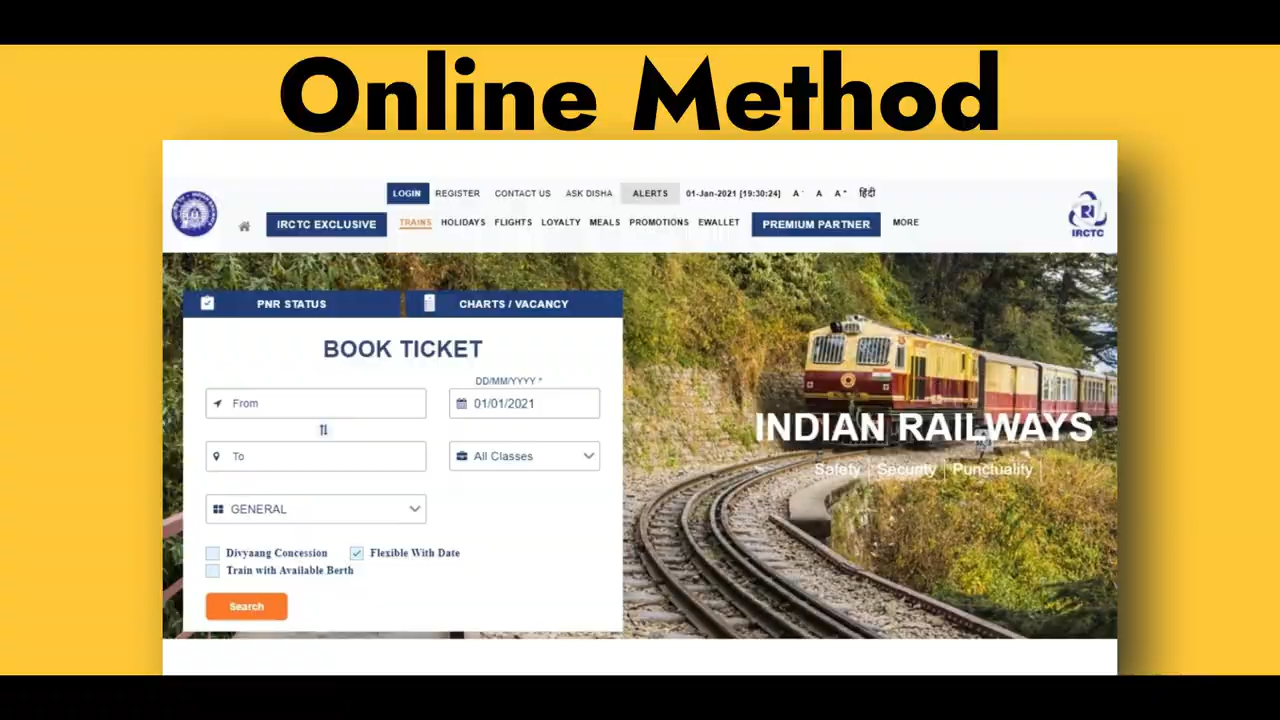 Online Method
LOGIN REGISTER CONTACT US ASK DISHA ALERTS 01-Jan-2021 [19:30:24] A- A A+ हिंदी
IRCTC EXCLUSIVE TRAINS HOLIDAYS FLIGHTS LOYALTY MEALS PROMOTIONS EWALLET PREMIUM PARTNER MORE
IRCTC
PNR STATUS CHARTS / VACANCY
BOOK TICKET
DD/MM/YYYY *
From 01/01/2021
To All Classes
GENERAL
Divyaang Concession Flexible With Date
Train with Available Berth
Search
INDIAN RAILWAYS
Safety | Security | Punctuality |